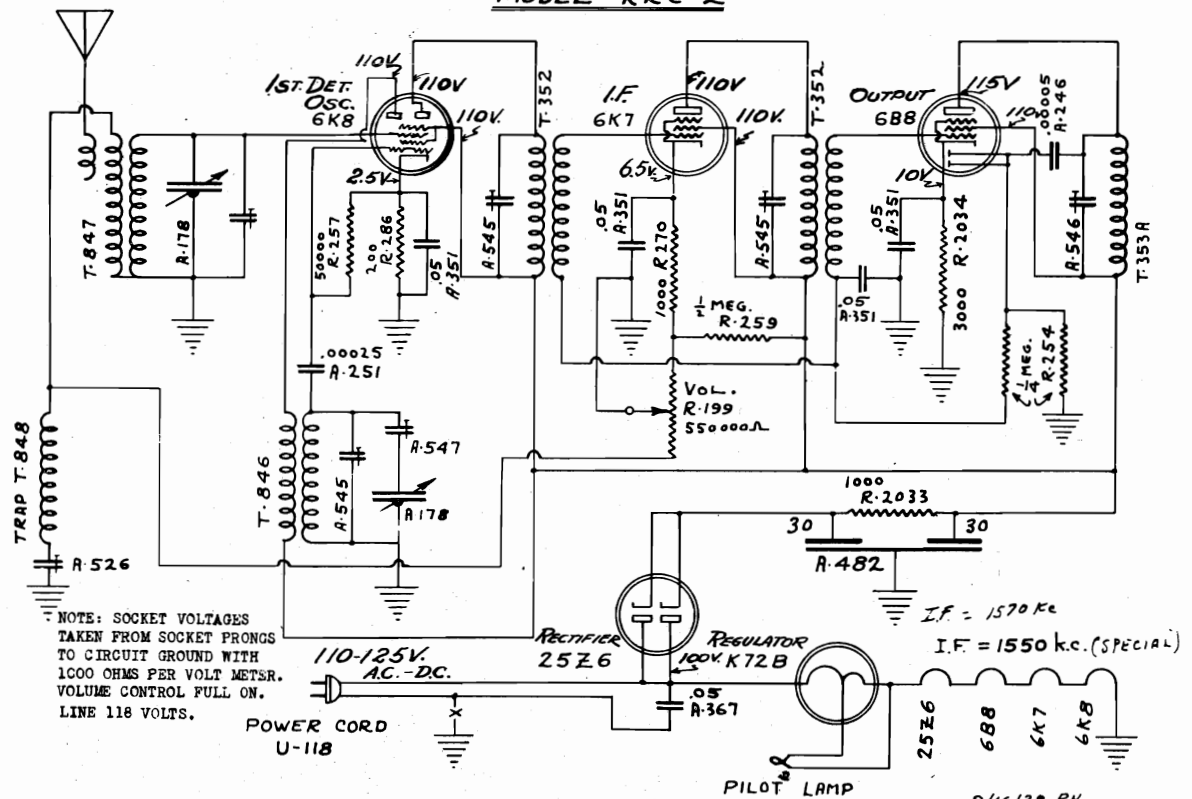 MODEL RRC-2
110V
110V
1ST. DET.
OSC.
6K8
110V.
2.5V
T·847
A·178
50000
R·257
200
R·286
.05
A·351
T·352
A·545
110V
I.F.
6K7
110V
6.5V
.05
A·351
1000 R270
½ MEG.
R·259
VOL.
R·199
550000Ω
T·352
A·545
115V
OUTPUT
6B8
110V
.00005
A·246
10V
.05
A·351
.05
A·351
R·2034
3000
A·546
T·353A
¼ MEG.
R·254
.00025
A·251
T·846
A·545
A·547
A178
TRAP T·848
A·526
1000
R·2033
30
30
A·482
NOTE: SOCKET VOLTAGES
TAKEN FROM SOCKET PRONGS
TO CIRCUIT GROUND WITH
1000 OHMS PER VOLT METER.
VOLUME CONTROL FULL ON.
LINE 118 VOLTS.
RECTIFIER
25Z6
REGULATOR
K72B
100V.
I.F. = 1570 Kc
I.F. = 1550 k.c. (SPECIAL)
110-125V.
A.C.-D.C.
POWER CORD
U-118
X
.05
A·367
PILOT LAMP
25Z6
6B8
6K7
6K8